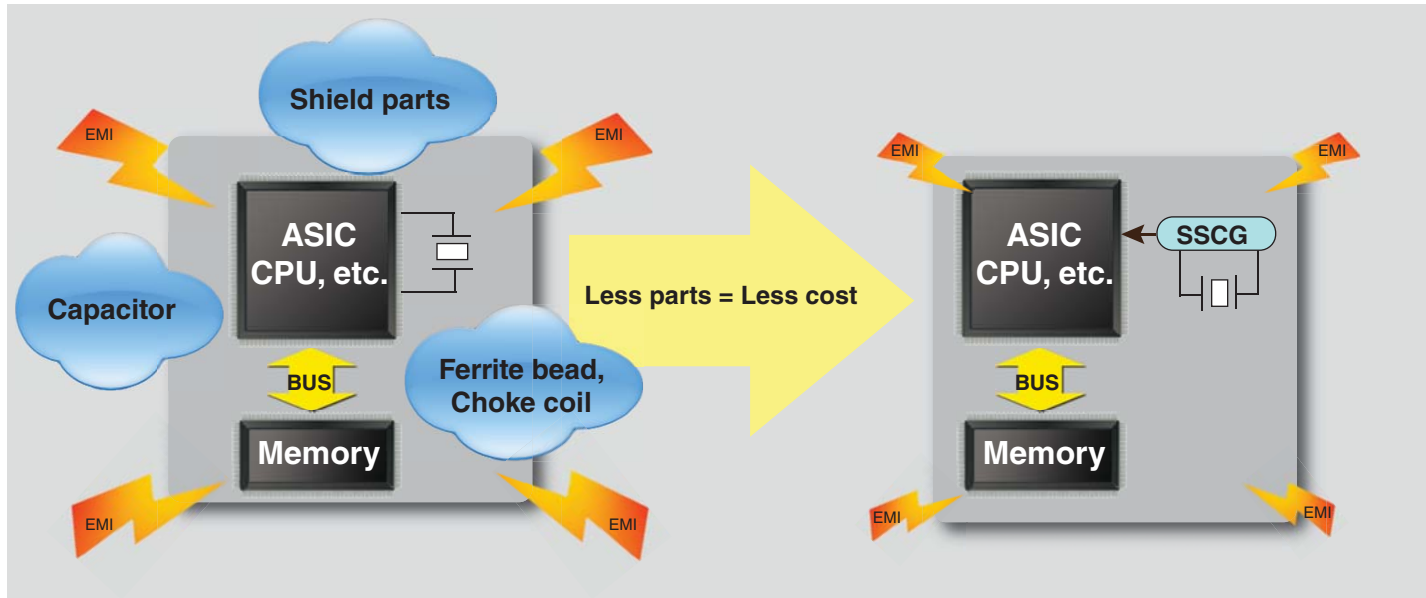 Shield parts
EMI
EMI
ASIC
CPU, etc.
Capacitor
BUS
Ferrite bead,
Choke coil
Memory
EMI
EMI
Less parts = Less cost
EMI
EMI
ASIC
CPU, etc.
SSCG
BUS
Memory
EMI
EMI